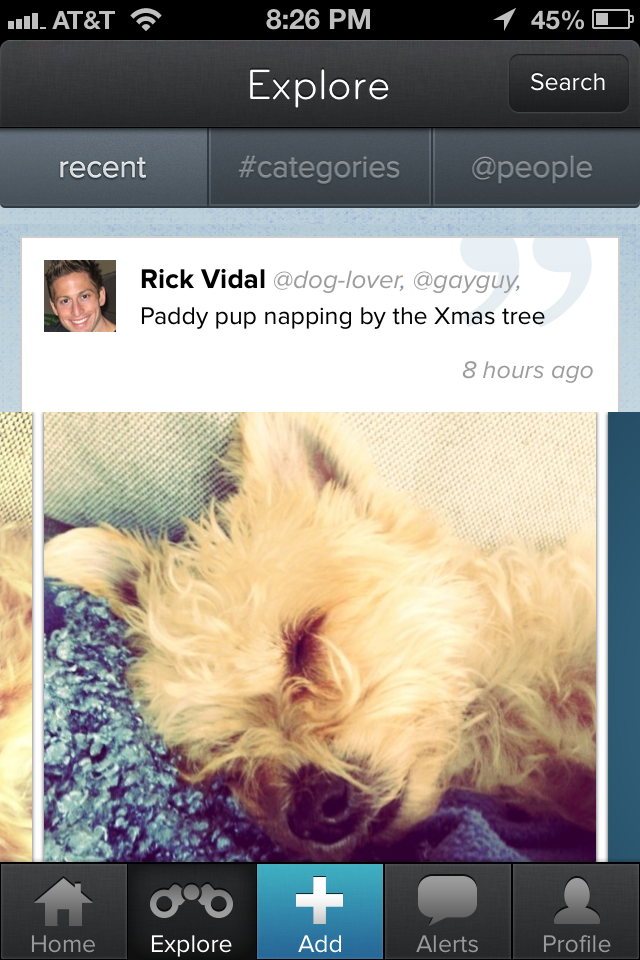 AT&T 8:26 PM 45%
Explore Search
recent #categories @people
Rick Vidal @dog-lover, @gayguy,
Paddy pup napping by the Xmas tree
8 hours ago
Home Explore Add Alerts Profile